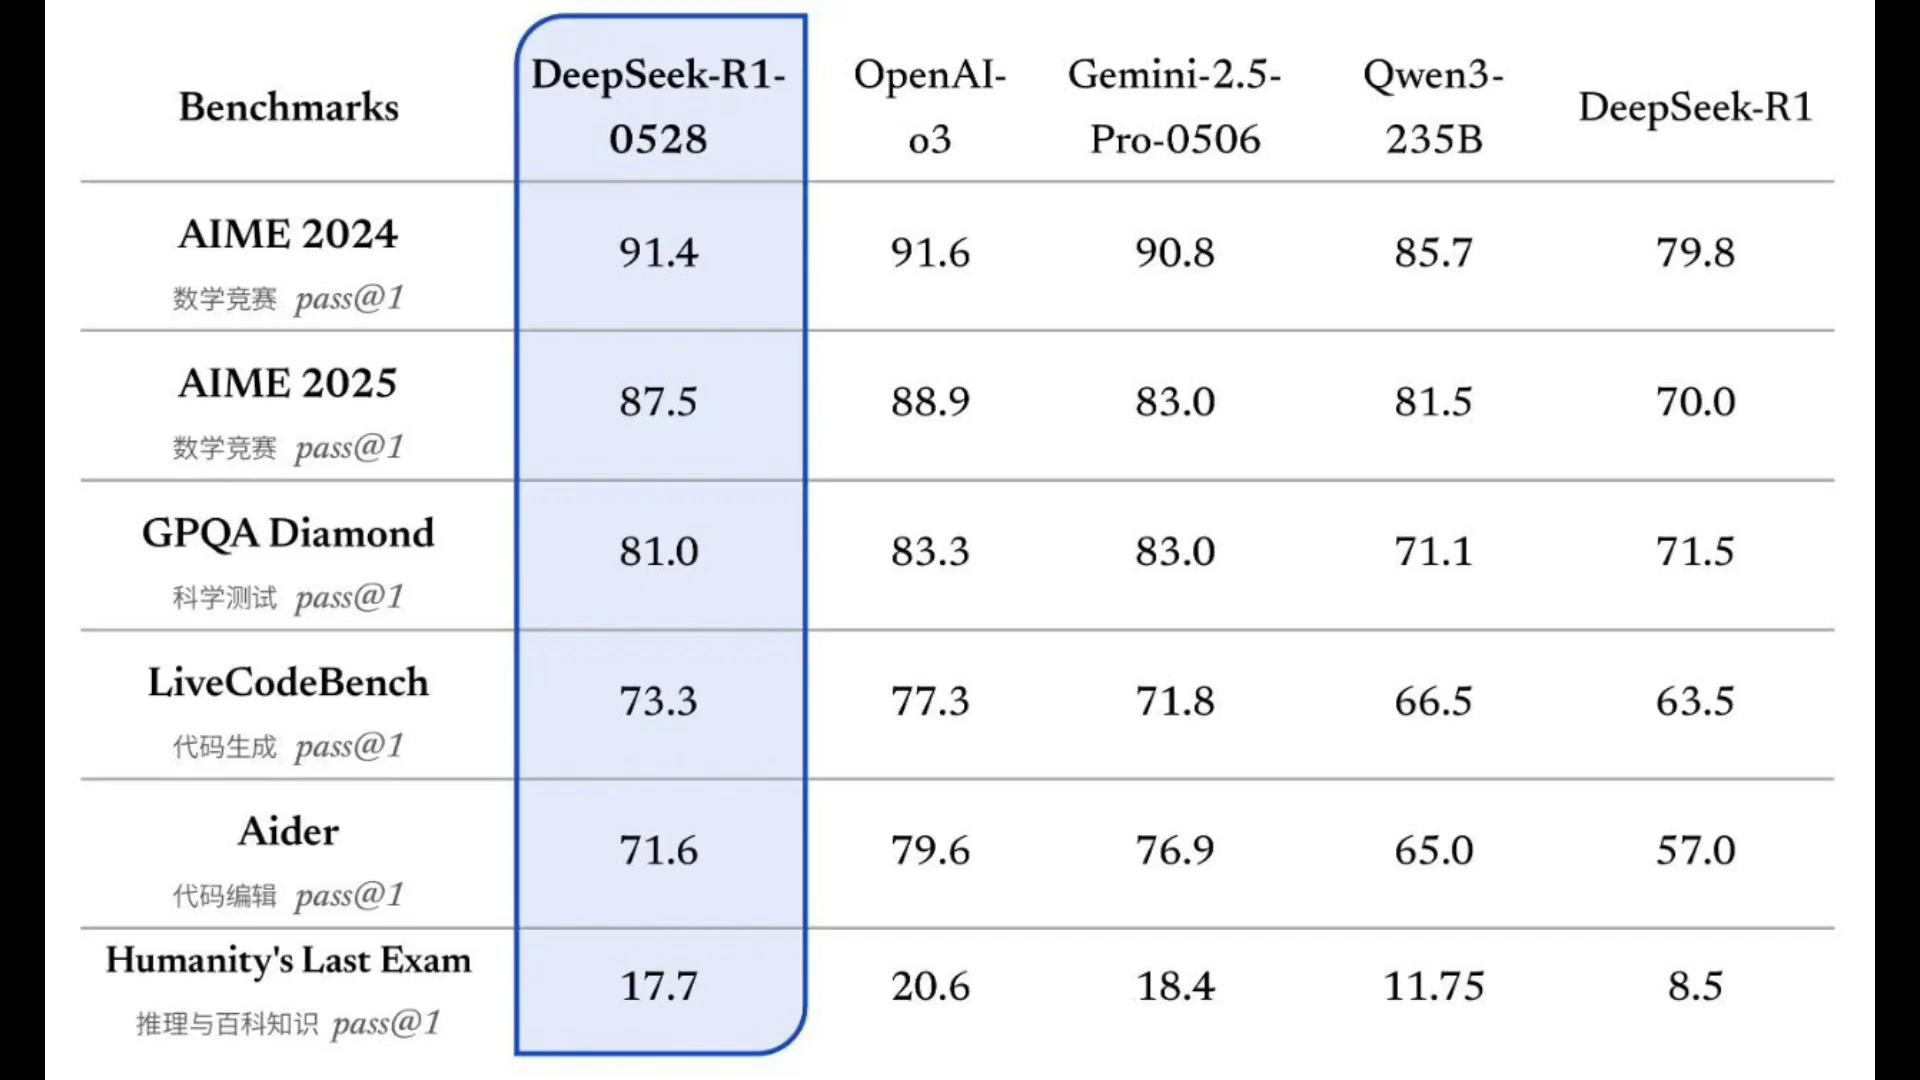 Benchmarks
DeepSeek-R1-
0528
OpenAI-
o3
Gemini-2.5-
Pro-0506
Qwen3-
235B
DeepSeek-R1
AIME 2024
数学竞赛 pass@1
91.4
91.6
90.8
85.7
79.8
AIME 2025
数学竞赛 pass@1
87.5
88.9
83.0
81.5
70.0
GPQA Diamond
科学测试 pass@1
81.0
83.3
83.0
71.1
71.5
LiveCodeBench
代码生成 pass@1
73.3
77.3
71.8
66.5
63.5
Aider
代码编辑 pass@1
71.6
79.6
76.9
65.0
57.0
Humanity's Last Exam
推理与百科知识 pass@1
17.7
20.6
18.4
11.75
8.5